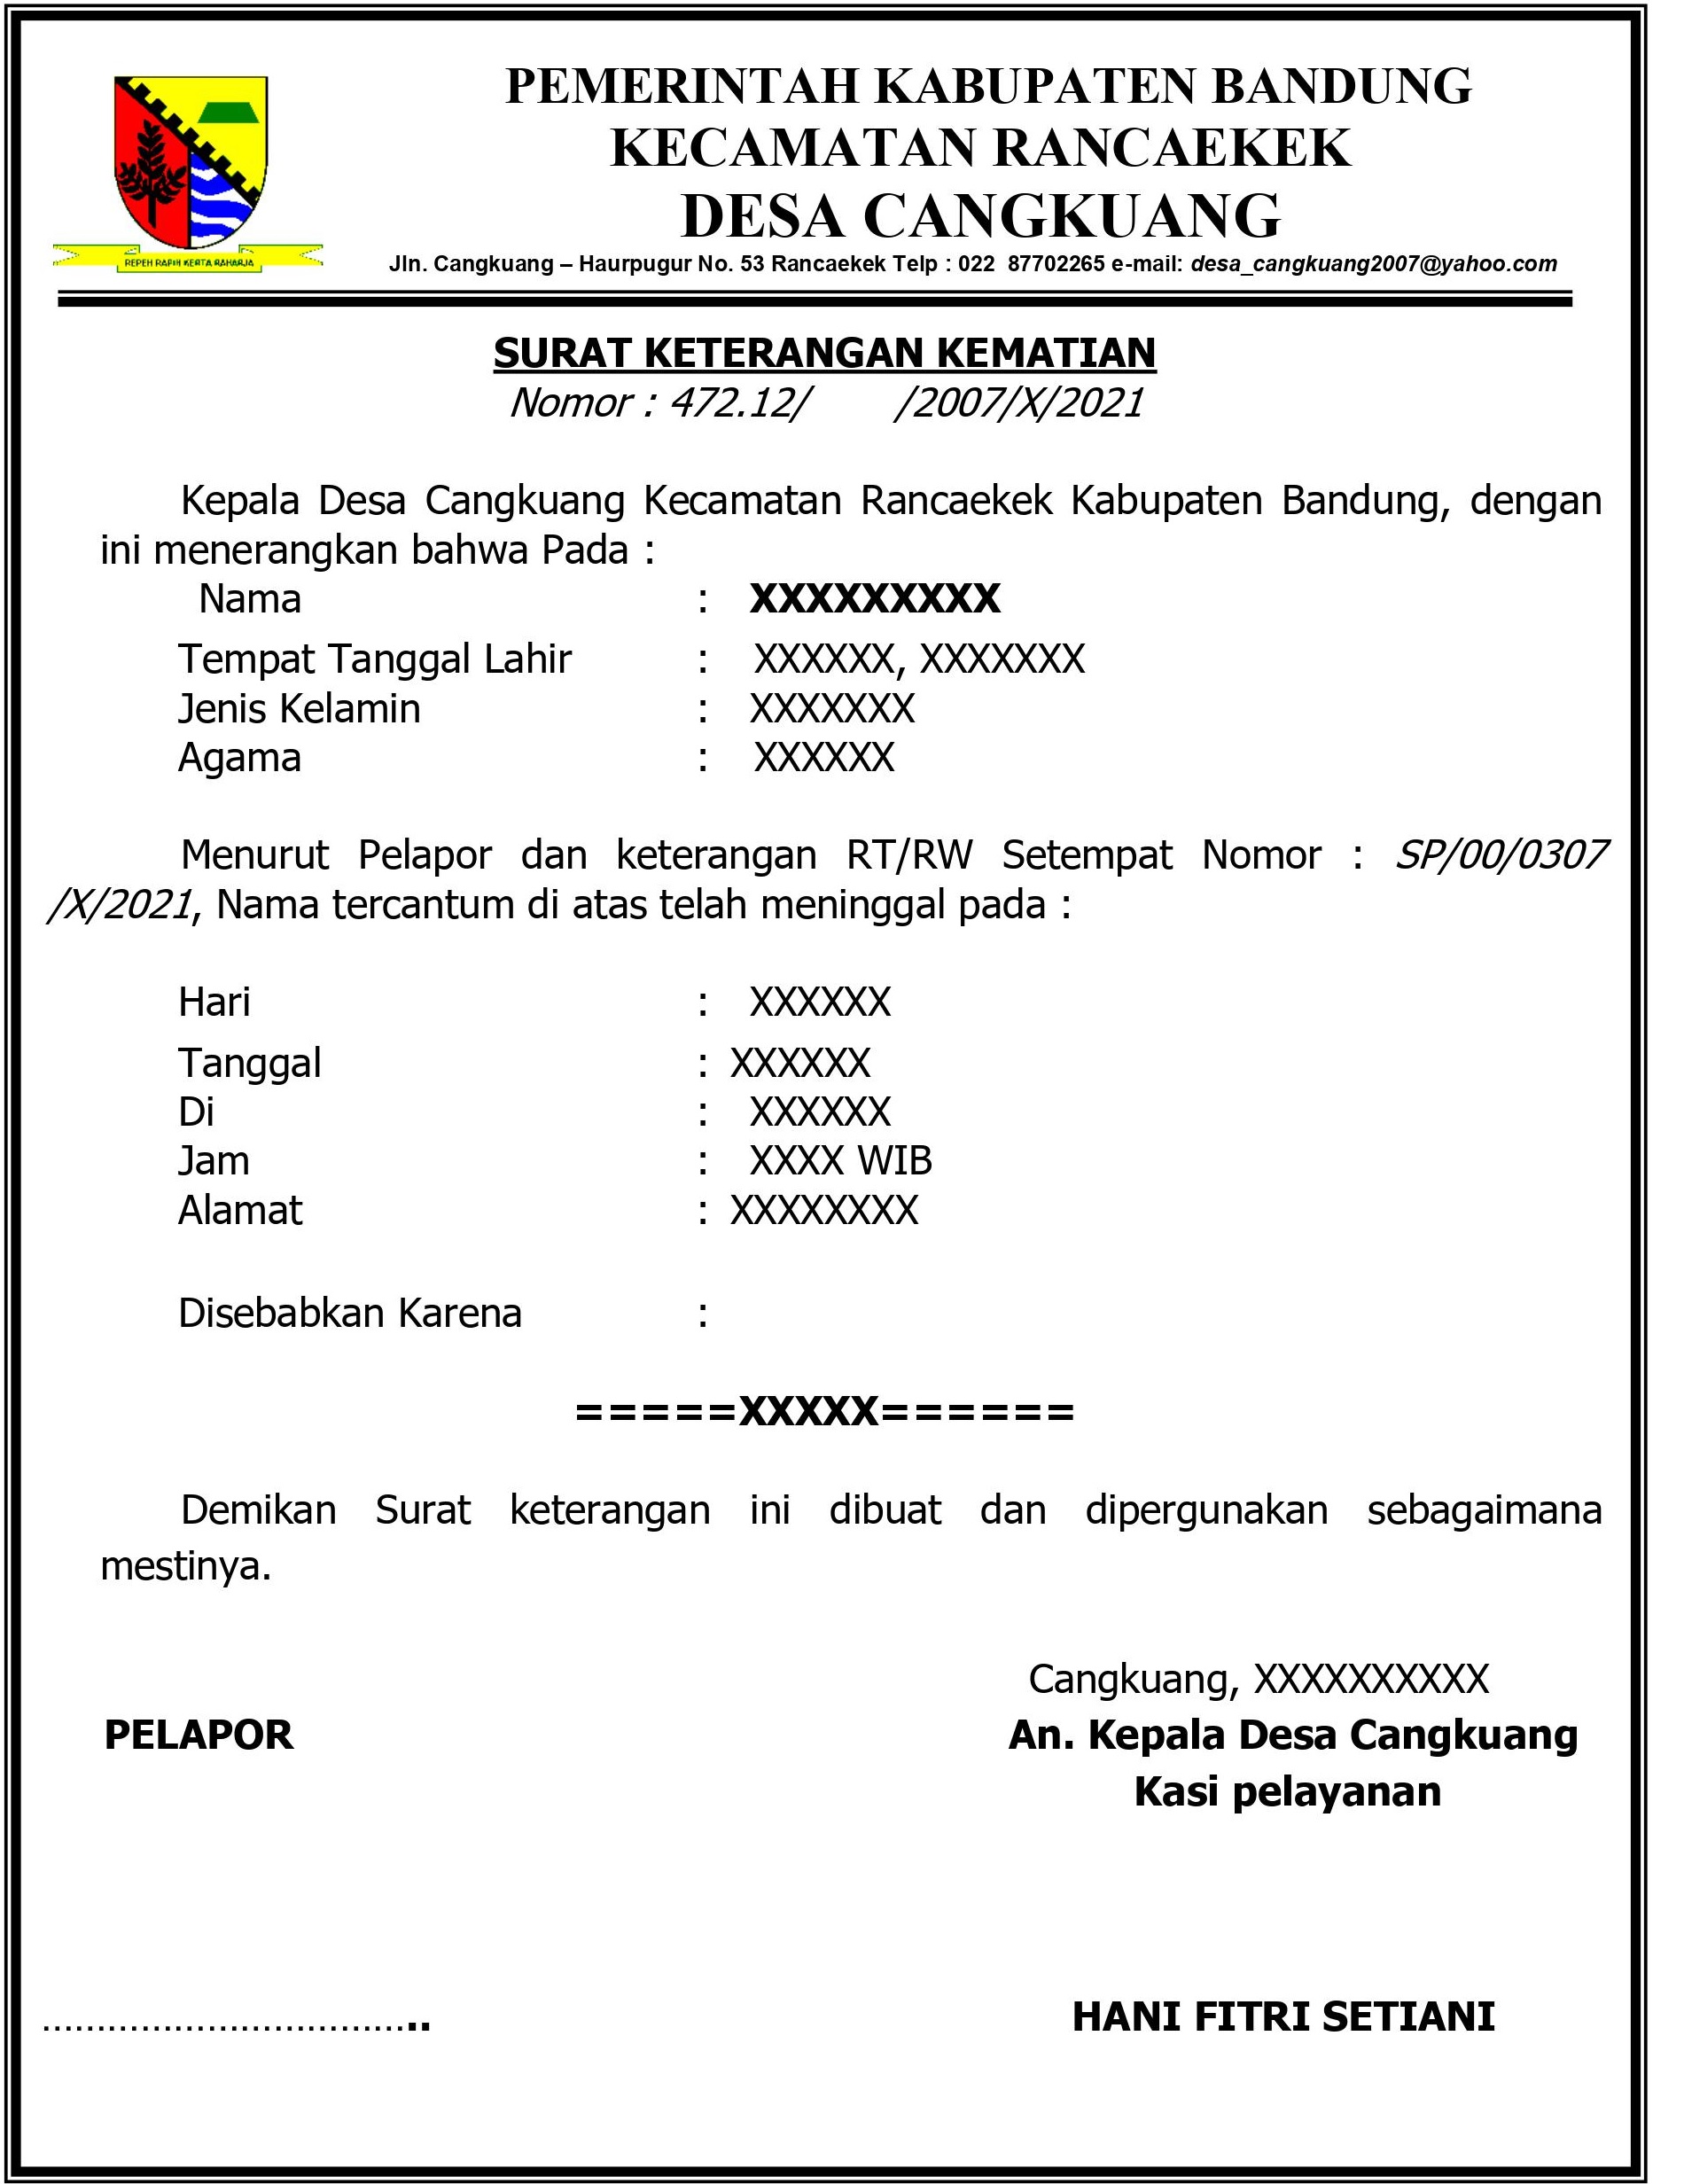 PEMERINTAH KABUPATEN BANDUNG
KECAMATAN RANCAEKEK
DESA CANGKUANG
REPEH RAPIH KERTA RAHARJA
Jln. Cangkuang – Haurpugur No. 53 Rancaekek Telp : 022 87702265 e-mail: desa_cangkuang2007@yahoo.com
SURAT KETERANGAN KEMATIAN
Nomor : 472.12/ /2007/X/2021
Kepala Desa Cangkuang Kecamatan Rancaekek Kabupaten Bandung, dengan
ini menerangkan bahwa Pada :
Nama : XXXXXXXXX
Tempat Tanggal Lahir : XXXXXX, XXXXXXX
Jenis Kelamin : XXXXXXX
Agama : XXXXXX
Menurut Pelapor dan keterangan RT/RW Setempat Nomor : SP/00/0307
/X/2021, Nama tercantum di atas telah meninggal pada :
Hari : XXXXXX
Tanggal : XXXXXX
Di : XXXXXX
Jam : XXXX WIB
Alamat : XXXXXXXX
Disebabkan Karena :
=====XXXXX======
Demikan Surat keterangan ini dibuat dan dipergunakan sebagaimana
mestinya.
Cangkuang, XXXXXXXXXX
PELAPOR An. Kepala Desa Cangkuang
Kasi pelayanan
…………………………….. HANI FITRI SETIANI